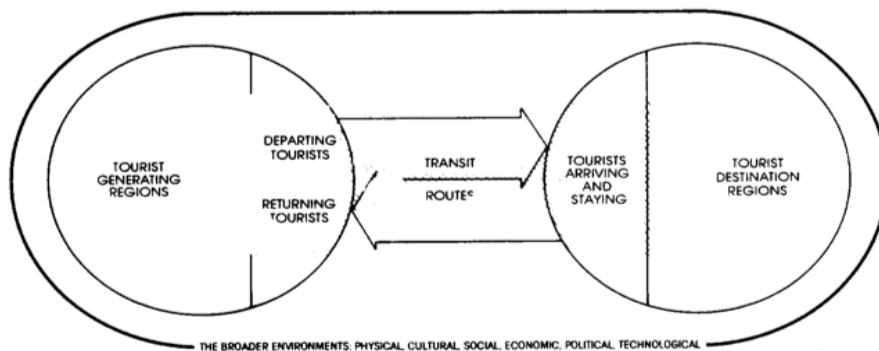 TOURIST
GENERATING
REGIONS
DEPARTING
TOURISTS
RETURNING
TOURISTS
TRANSIT
ROUTES
TOURISTS
ARRIVING
AND
STAYING
TOURIST
DESTINATION
REGIONS
THE BROADER ENVIRONMENTS: PHYSICAL, CULTURAL, SOCIAL, ECONOMIC, POLITICAL, TECHNOLOGICAL